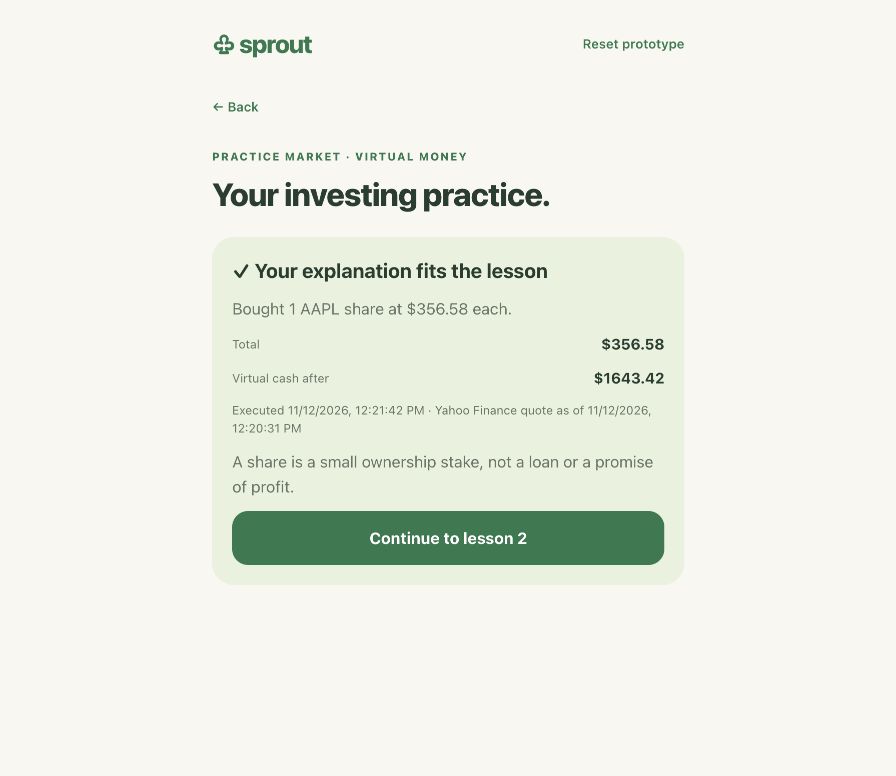 sprout
Reset prototype
← Back
PRACTICE MARKET · VIRTUAL MONEY
Your investing practice.
✓ Your explanation fits the lesson
Bought 1 AAPL share at $356.58 each.
Total $356.58
Virtual cash after $1643.42
Executed 11/12/2026, 12:21:42 PM · Yahoo Finance quote as of 11/12/2026,
12:20:31 PM
A share is a small ownership stake, not a loan or a promise
of profit.
Continue to lesson 2